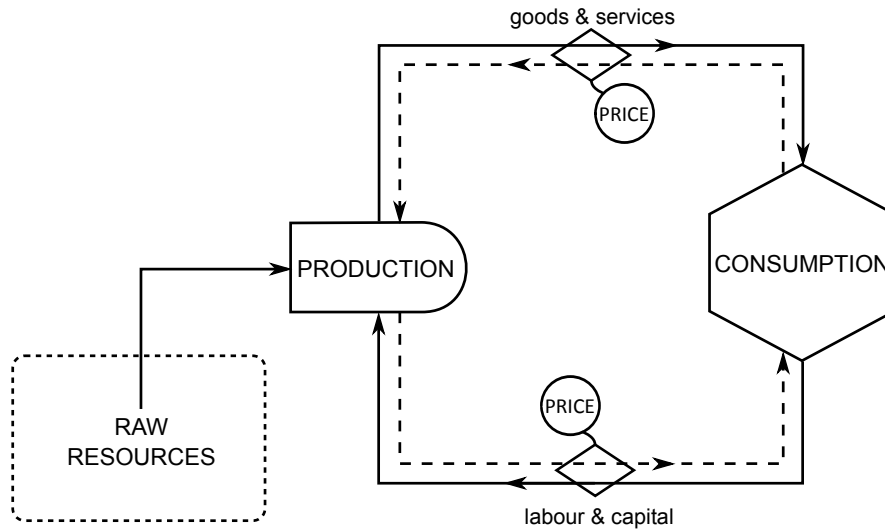 goods & services
PRICE
PRODUCTION
CONSUMPTION
RAW
RESOURCES
PRICE
labour & capital